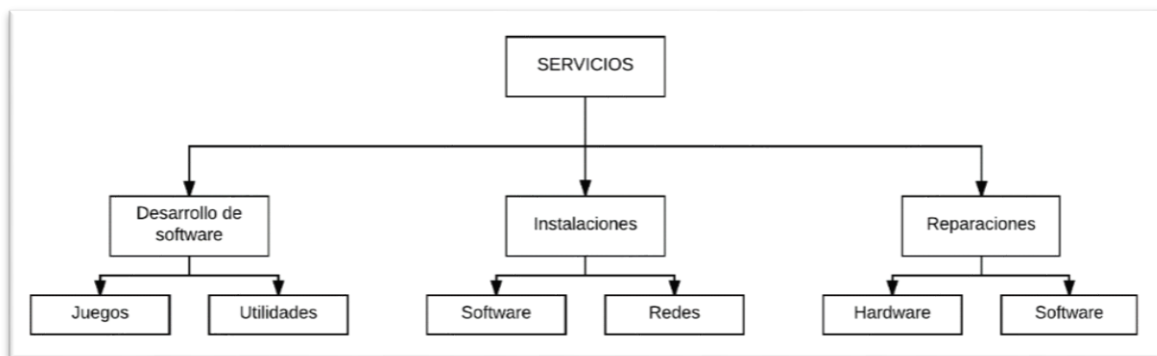 SERVICIOS
Desarrollo de
software
Instalaciones
Reparaciones
Juegos
Utilidades
Software
Redes
Hardware
Software